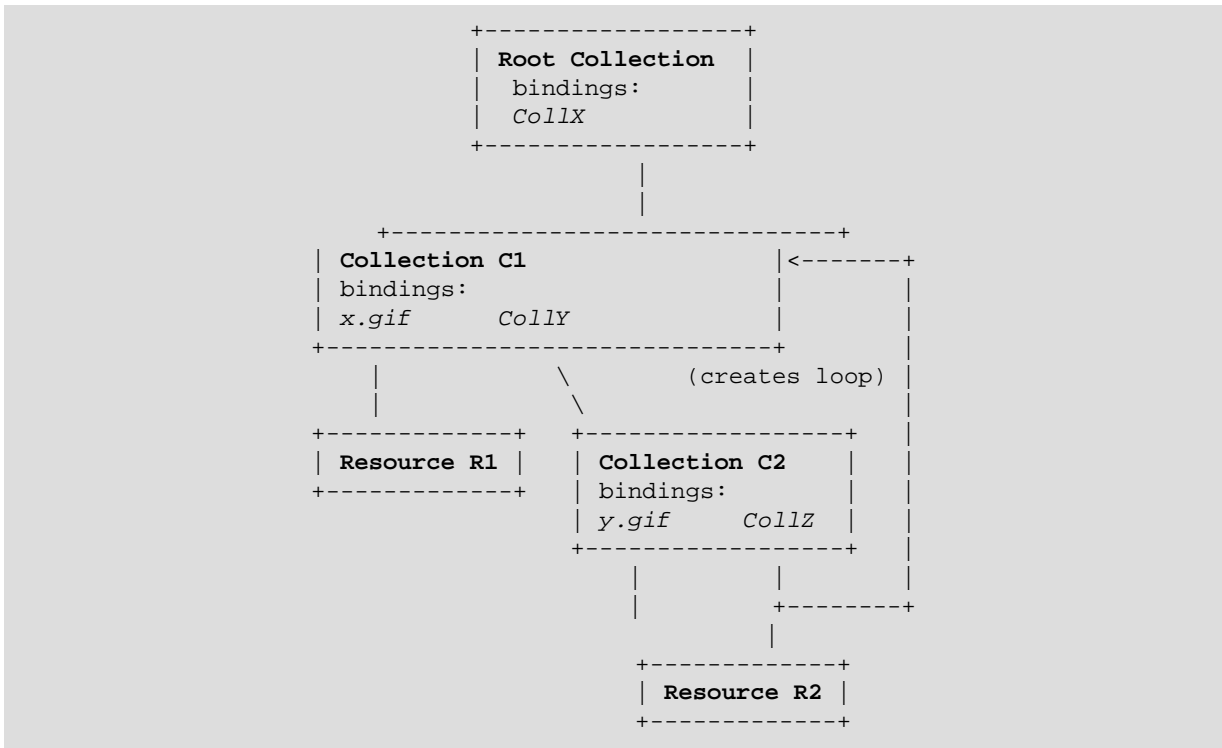 Root Collection
bindings:
CollX
Collection C1
bindings:
x.gif CollY
(creates loop)
Resource R1 Collection C2
bindings:
y.gif CollZ
Resource R2